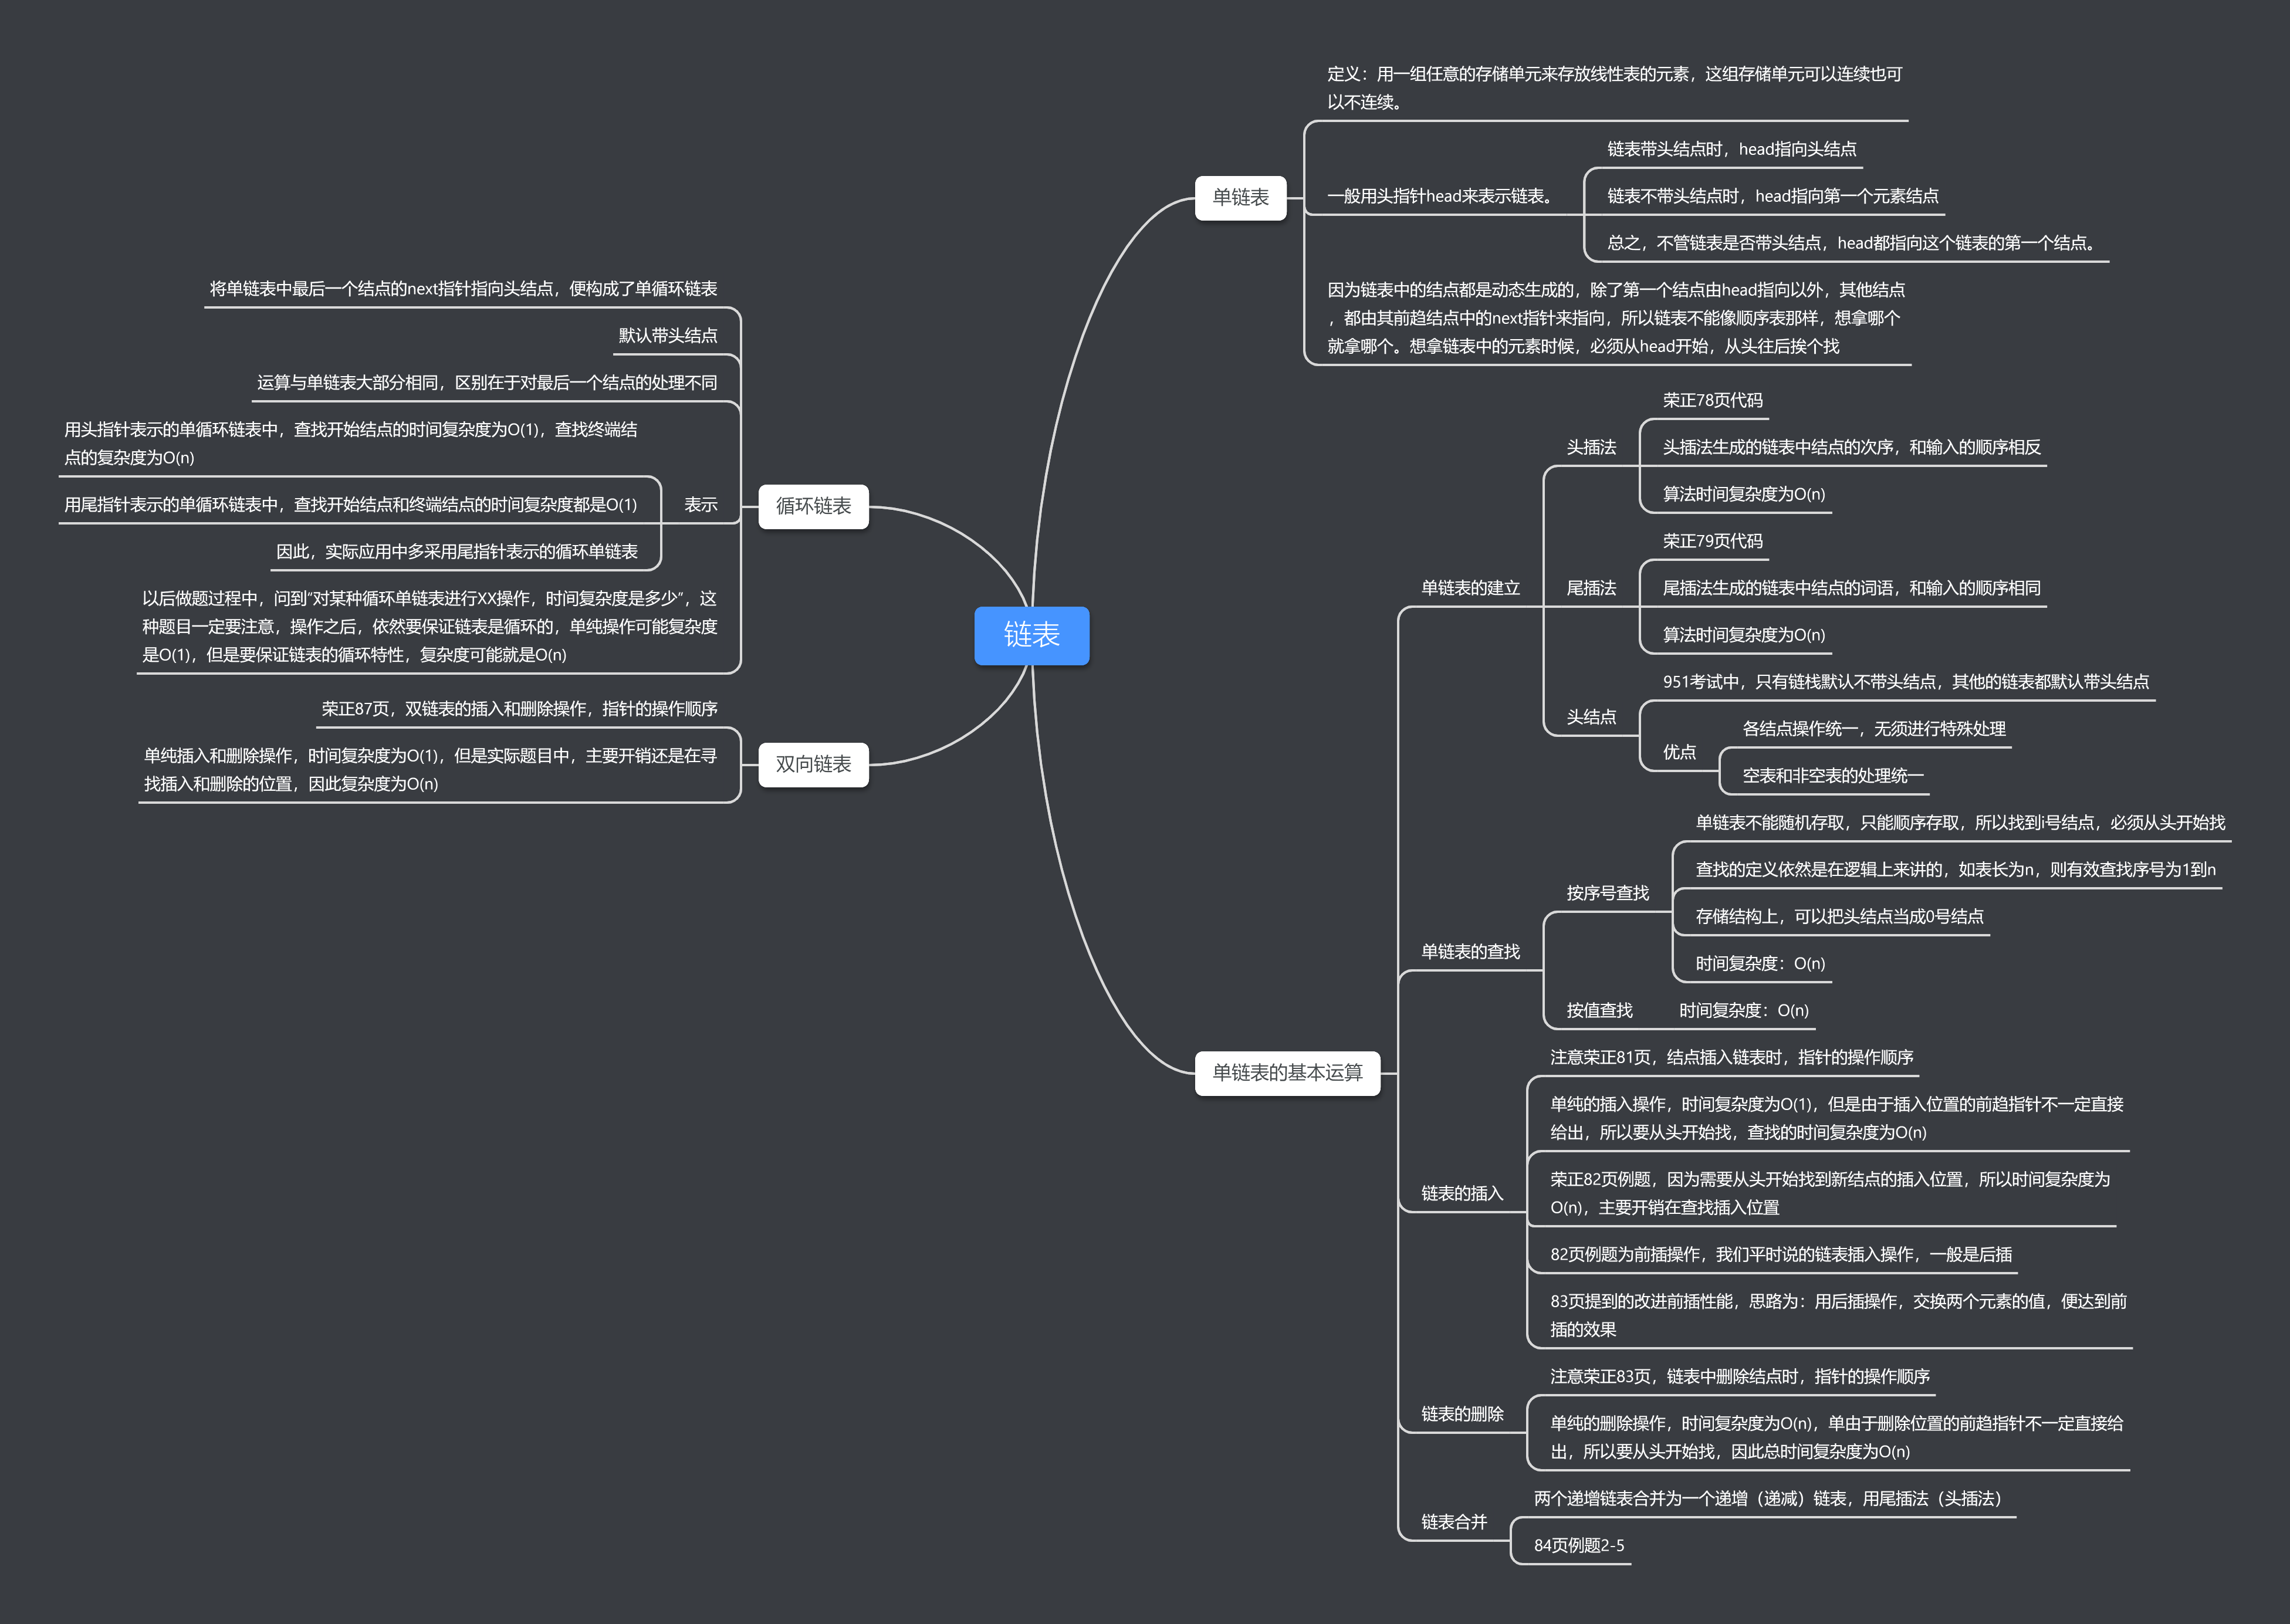 链表
单链表
定义：用一组任意的存储单元来存放线性表的元素，这组存储单元可以连续也可
以不连续。
一般用头指针head来表示链表。
链表带头结点时，head指向头结点
链表不带头结点时，head指向第一个元素结点
总之，不管链表是否带头结点，head都指向这个链表的第一个结点。
因为链表中的结点都是动态生成的，除了第一个结点由head指向以外，其他结点
，都由其前趋结点中的next指针来指向，所以链表不能像顺序表那样，想拿哪个
就拿哪个。想拿链表中的元素时候，必须从head开始，从头往后挨个找
单链表的基本运算
单链表的建立
头插法
荣正78页代码
头插法生成的链表中结点的次序，和输入的顺序相反
算法时间复杂度为O(n)
尾插法
荣正79页代码
尾插法生成的链表中结点的词语，和输入的顺序相同
算法时间复杂度为O(n)
头结点
951考试中，只有链栈默认不带头结点，其他的链表都默认带头结点
优点
各结点操作统一，无须进行特殊处理
空表和非空表的处理统一
单链表的查找
按序号查找
单链表不能随机存取，只能顺序存取，所以找到i号结点，必须从头开始找
查找的定义依然是在逻辑上来讲的，如表长为n，则有效查找序号为1到n
存储结构上，可以把头结点当成0号结点
时间复杂度：O(n)
按值查找
时间复杂度：O(n)
链表的插入
注意荣正81页，结点插入链表时，指针的操作顺序
单纯的插入操作，时间复杂度为O(1)，但是由于插入位置的前趋指针不一定直接
给出，所以要从头开始找，查找的时间复杂度为O(n)
荣正82页例题，因为需要从头开始找到新结点的插入位置，所以时间复杂度为
O(n)，主要开销在查找插入位置
82页例题为前插操作，我们平时说的链表插入操作，一般是后插
83页提到的改进前插性能，思路为：用后插操作，交换两个元素的值，便达到前
插的效果
链表的删除
注意荣正83页，链表中删除结点时，指针的操作顺序
单纯的删除操作，时间复杂度为O(n)，单由于删除位置的前趋指针不一定直接给
出，所以要从头开始找，因此总时间复杂度为O(n)
链表合并
两个递增链表合并为一个递增（递减）链表，用尾插法（头插法）
84页例题2-5
循环链表
将单链表中最后一个结点的next指针指向头结点，便构成了单循环链表
默认带头结点
运算与单链表大部分相同，区别在于对最后一个结点的处理不同
表示
用头指针表示的单循环链表中，查找开始结点的时间复杂度为O(1)，查找终端结
点的复杂度为O(n)
用尾指针表示的单循环链表中，查找开始结点和终端结点的时间复杂度都是O(1)
因此，实际应用中多采用尾指针表示的循环单链表
以后做题过程中，问到“对某种循环单链表进行XX操作，时间复杂度是多少”，这
种题目一定要注意，操作之后，依然要保证链表是循环的，单纯操作可能复杂度
是O(1)，但是要保证链表的循环特性，复杂度可能就是O(n)
双向链表
荣正87页，双链表的插入和删除操作，指针的操作顺序
单纯插入和删除操作，时间复杂度为O(1)，但是实际题目中，主要开销还是在寻
找插入和删除的位置，因此复杂度为O(n)